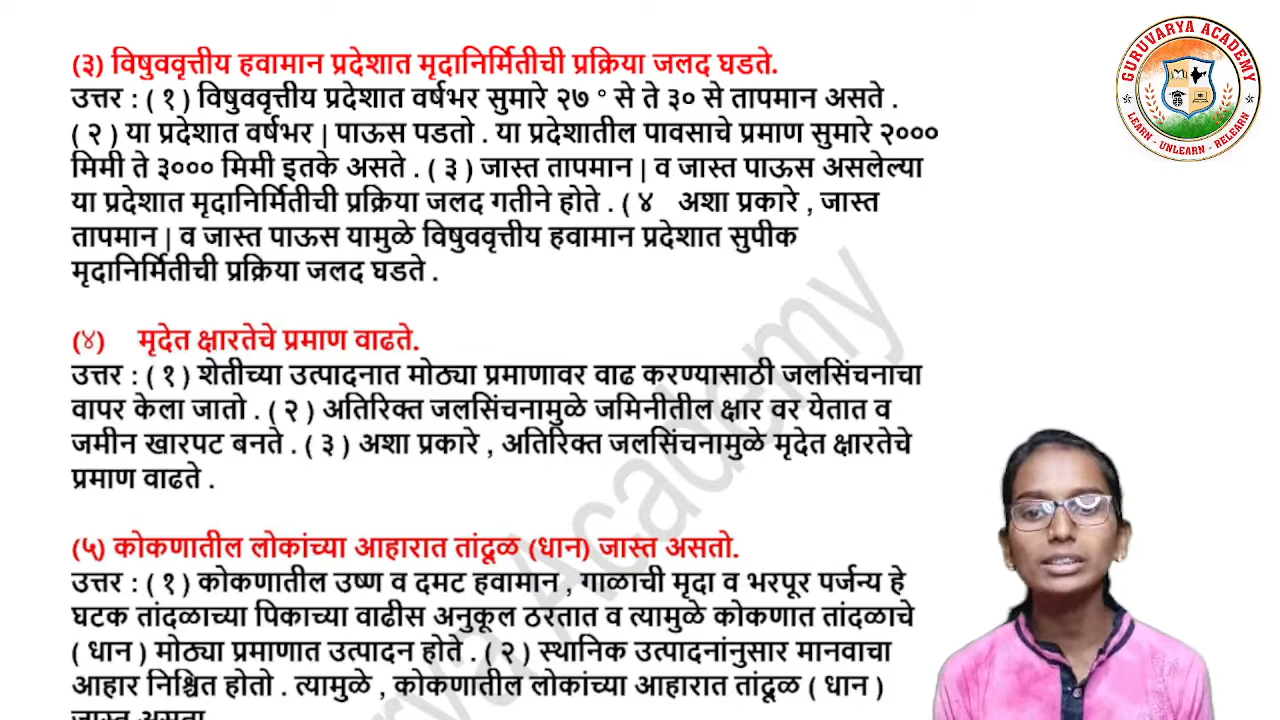 (३) विषुववृत्तीय हवामान प्रदेशात मृदानिर्मितीची प्रक्रिया जलद घडते.
उत्तर : ( १ ) विषुववृत्तीय प्रदेशात वर्षभर सुमारे २७ ° से ते ३० से तापमान असते .
( २ ) या प्रदेशात वर्षभर | पाऊस पडतो . या प्रदेशातील पावसाचे प्रमाण सुमारे २०००
मिमी ते ३००० मिमी इतके असते . ( ३ ) जास्त तापमान | व जास्त पाऊस असलेल्या
या प्रदेशात मृदानिर्मितीची प्रक्रिया जलद गतीने होते . ( ४ अशा प्रकारे , जास्त
तापमान | व जास्त पाऊस यामुळे विषुववृत्तीय हवामान प्रदेशात सुपीक
मृदानिर्मितीची प्रक्रिया जलद घडते .
(४) मृदेत क्षारतेचे प्रमाण वाढते.
उत्तर : ( १ ) शेतीच्या उत्पादनात मोठ्या प्रमाणावर वाढ करण्यासाठी जलसिंचनाचा
वापर केला जातो . ( २ ) अतिरिक्त जलसिंचनामुळे जमिनीतील क्षार वर येतात व
जमीन खारपट बनते . ( ३ ) अशा प्रकारे , अतिरिक्त जलसिंचनामुळे मृदेत क्षारतेचे
प्रमाण वाढते .
(५) कोकणातील लोकांच्या आहारात तांदूळ (धान) जास्त असतो.
उत्तर : ( १ ) कोकणातील उष्ण व दमट हवामान , गाळाची मृदा व भरपूर पर्जन्य हे
घटक तांदळाच्या पिकाच्या वाढीस अनुकूल ठरतात व त्यामुळे कोकणात तांदळाचे
( धान ) मोठ्या प्रमाणात उत्पादन होते . ( २ ) स्थानिक उत्पादनांनुसार मानवाचा
आहार निश्चित होतो . त्यामुळे , कोकणातील लोकांच्या आहारात तांदूळ ( धान )
जास्त असता
GURUVARYA ACADEMY
LEARN - UNLEARN - RELEARN
rya Academy